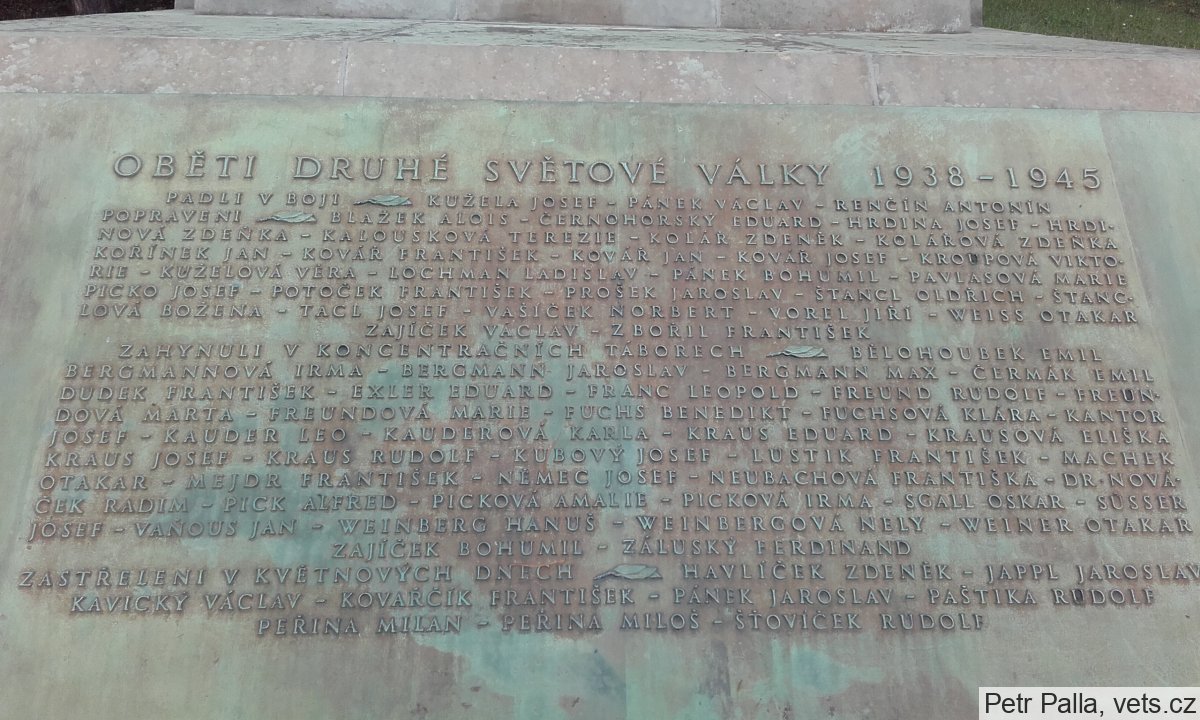 OBĚTI DRUHÉ SVĚTOVÉ VÁLKY 1938-1945
PADLI V BOJI KUŽELA JOSEF - PÁNEK VÁCLAV - RENČÍN ANTONÍN
POPRAVENI BLAŽEK ALOIS - ČERNOHORSKÝ EDUARD - HRDINA JOSEF - HRDI-
NOVÁ ZDEŇKA - KALOUSKOVÁ TEREZIE - KOLÁŘ ZDENĚK - KOLÁŘOVÁ ZDEŇKA
KOŘÍNEK JAN - KOVÁŘ FRANTIŠEK - KOVÁŘ JAN - KOVÁŘ JOSEF - KROUPOVÁ VIKTO-
RIE - KUŽELOVÁ VĚRA - LOCHMAN LADISLAV - PÁNEK BOHUMIL - PAVLASOVÁ MARIE
PICKO JOSEF - POTOČEK FRANTIŠEK - PROŠEK JAROSLAV - ŠTANCL OLDŘICH - ŠTANC-
LOVÁ BOŽENA - TACL JOSEF - VAŠÍČEK NORBERT - VOREL JIŘÍ - WEISS OTAKAR
ZAJÍČEK VÁCLAV - ZBOŘIL FRANTIŠEK
ZAHYNULI V KONCENTRAČNÍCH TÁBORECH BĚLOHOUBEK EMIL
BERGMANNOVÁ IRMA - BERGMANN JAROSLAV - BERGMANN MAX - ČERMÁK EMIL
DUDEK FRANTIŠEK - EXLER EDUARD - FRANC LEOPOLD - FREUND RUDOLF - FREUN-
DOVÁ MARTA - FREUNDOVÁ MARIE - FUCHS BENEDIKT - FUCHSOVÁ KLÁRA - KANTOR
JOSEF - KAUDER LEO - KAUDEROVÁ KARLA - KRAUS EDUARD - KRAUSOVÁ ELIŠKA
KRAUS JOSEF - KRAUS RUDOLF - KUBOVÝ JOSEF - LUSTIK FRANTIŠEK - MACHEK
OTAKAR - MEJDR FRANTIŠEK - NĚMEC JOSEF - NEUBACHOVÁ FRANTIŠKA - DR·NOVÁ-
ČEK RADIM - PICK ALFRED - PICKOVÁ AMALIE - PICKOVÁ IRMA - SGALL OSKAR - SÜSSER
JOSEF - VAŇOUS JAN - WEINBERG HANUŠ - WEINBERGOVÁ NELY - WEINER OTAKAR
ZAJÍČEK BOHUMIL - ZÁLUSKÝ FERDINAND
ZASTŘELENI V KVĚTNOVÝCH DNECH HAVLÍČEK ZDENĚK - JAPPL JAROSLAV
KAVICKÝ VÁCLAV - KOVAŘČÍK FRANTIŠEK - PÁNEK JAROSLAV - PAŠTIKA RUDOLF
PEŘINA MILAN - PEŘINA MILOŠ - ŠŤOVÍČEK RUDOLF
Petr Palla, vets.cz